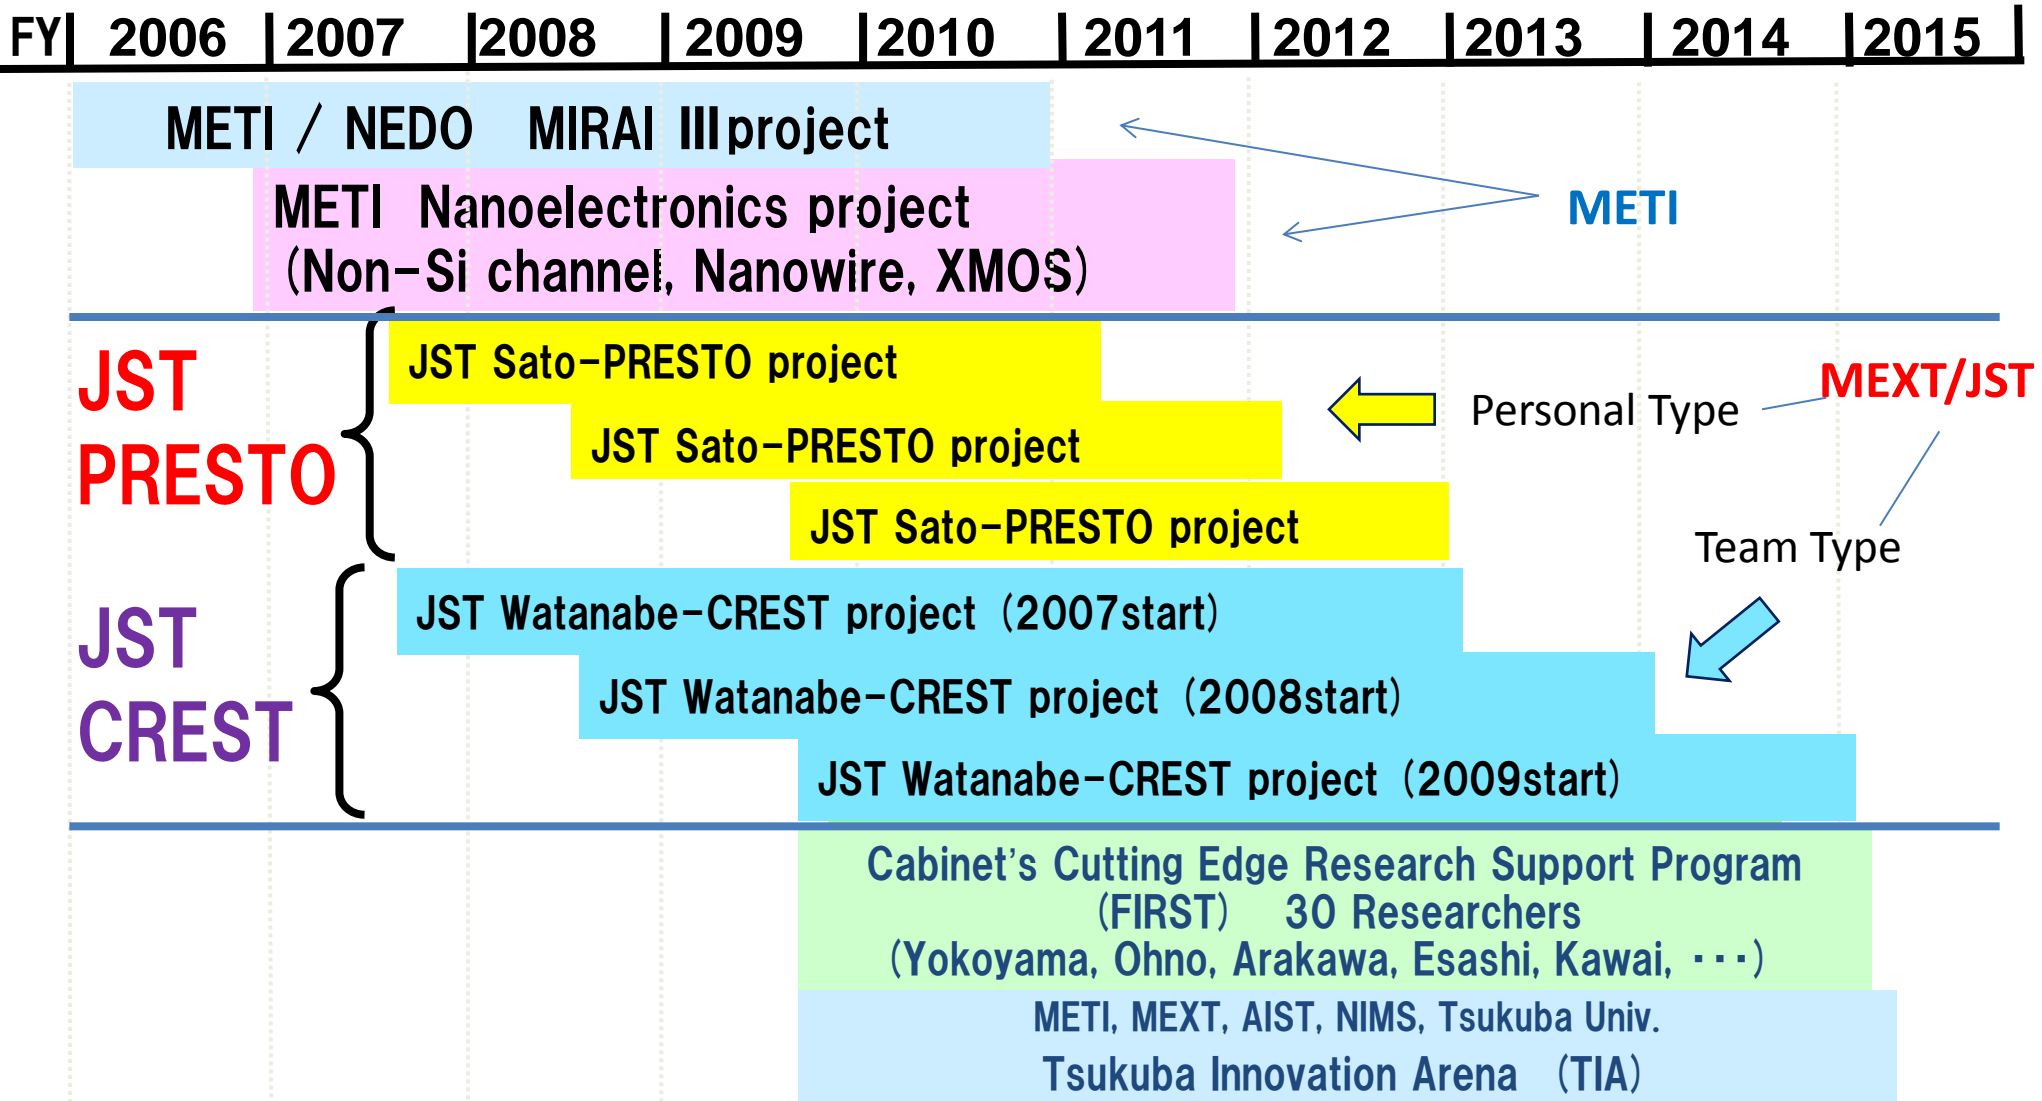 FY 2006 2007 2008 2009 2010 2011 2012 2013 2014 2015
METI / NEDO MIRAI III project
METI Nanoelectronics project
(Non-Si channel, Nanowire, XMOS)
METI
JST
PRESTO
JST Sato-PRESTO project
JST Sato-PRESTO project
JST Sato-PRESTO project
Personal Type
MEXT/JST
Team Type
JST
CREST
JST Watanabe-CREST project (2007start)
JST Watanabe-CREST project (2008start)
JST Watanabe-CREST project (2009start)
Cabinet's Cutting Edge Research Support Program
(FIRST) 30 Researchers
(Yokoyama, Ohno, Arakawa, Esashi, Kawai, ・・・)
METI, MEXT, AIST, NIMS, Tsukuba Univ.
Tsukuba Innovation Arena (TIA)